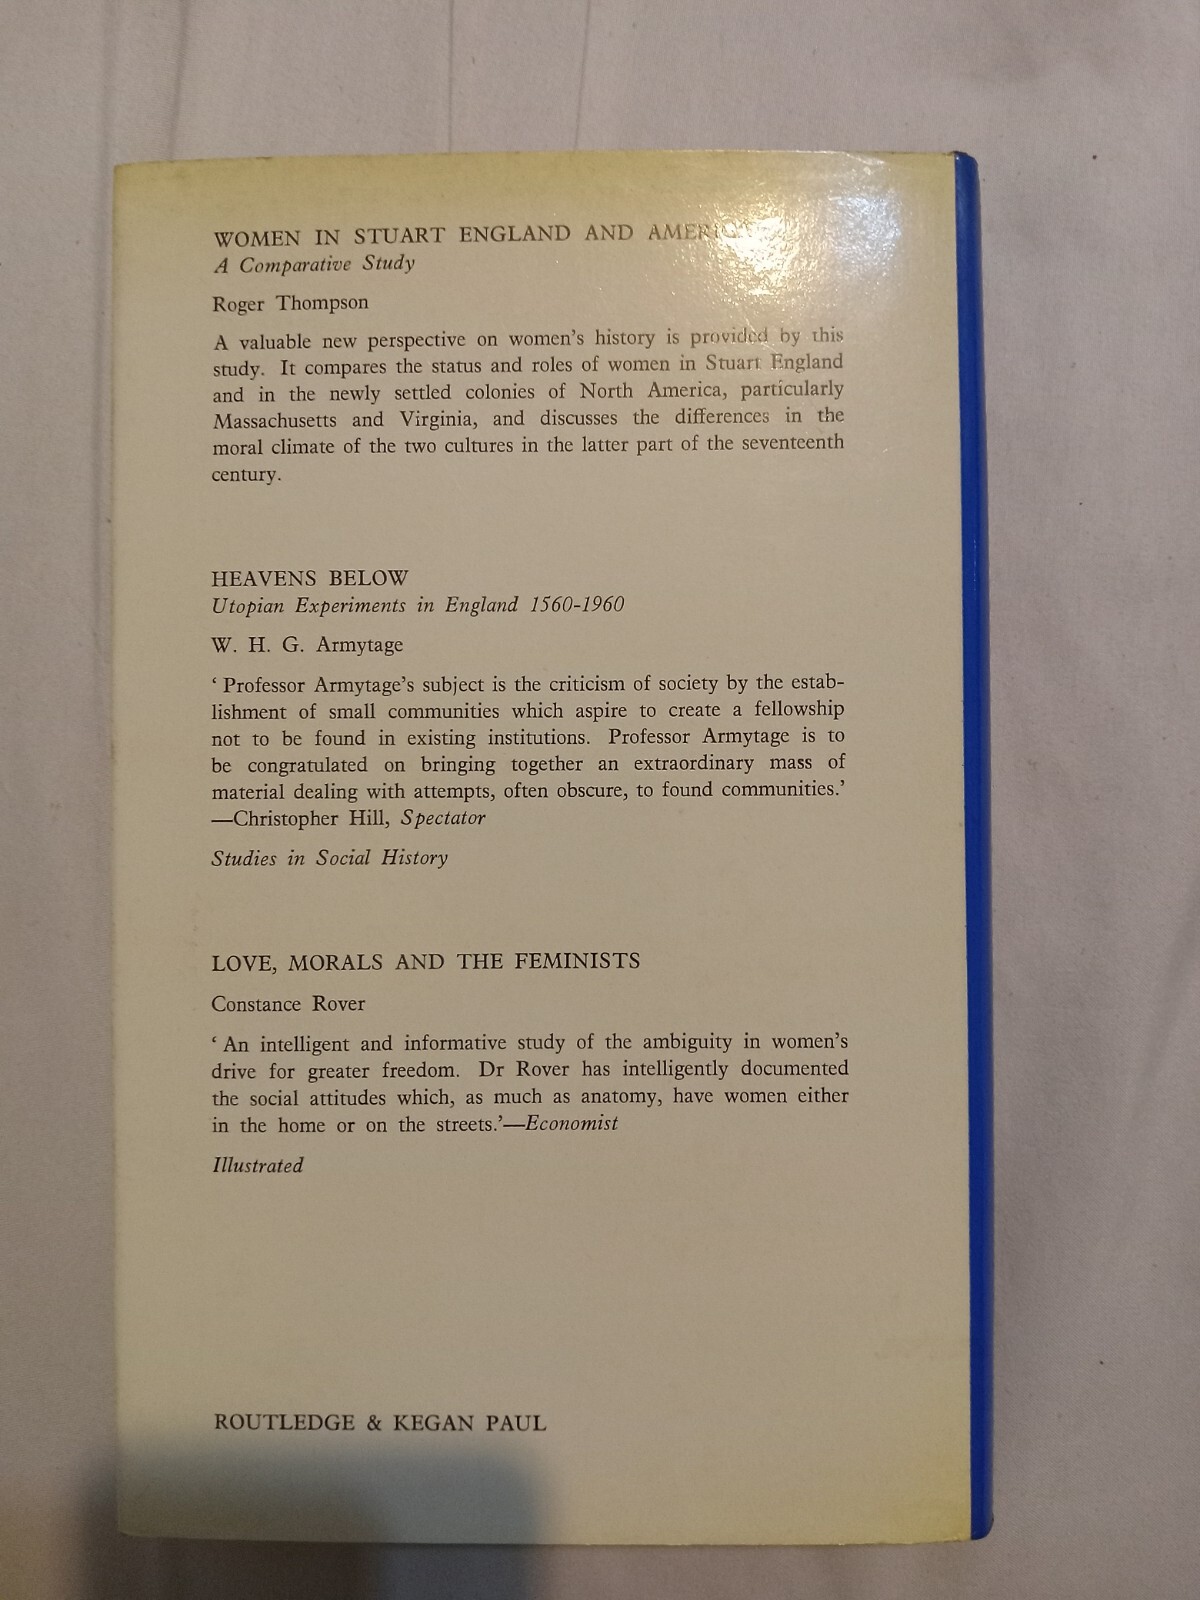 WOMEN IN STUART ENGLAND AND AMERICA
A Comparative Study
Roger Thompson
A valuable new perspective on women's history is provided by this
study. It compares the status and roles of women in Stuart England
and in the newly settled colonies of North America, particularly
Massachusetts and Virginia, and discusses the differences in the
moral climate of the two cultures in the latter part of the seventeenth
century.
HEAVENS BELOW
Utopian Experiments in England 1560-1960
W. H. G. Armytage
‘ Professor Armytage’s subject is the criticism of society by the estab-
lishment of small communities which aspire to create a fellowship
not to be found in existing institutions. Professor Armytage is to
be congratulated on bringing together an extraordinary mass of
material dealing with attempts, often obscure, to found communities.’
—Christopher Hill, Spectator
Studies in Social History
LOVE, MORALS AND THE FEMINISTS
Constance Rover
‘ An intelligent and informative study of the ambiguity in women’s
drive for greater freedom. Dr Rover has intelligently documented
the social attitudes which, as much as anatomy, have women either
in the home or on the streets.’—Economist
Illustrated
ROUTLEDGE & KEGAN PAUL